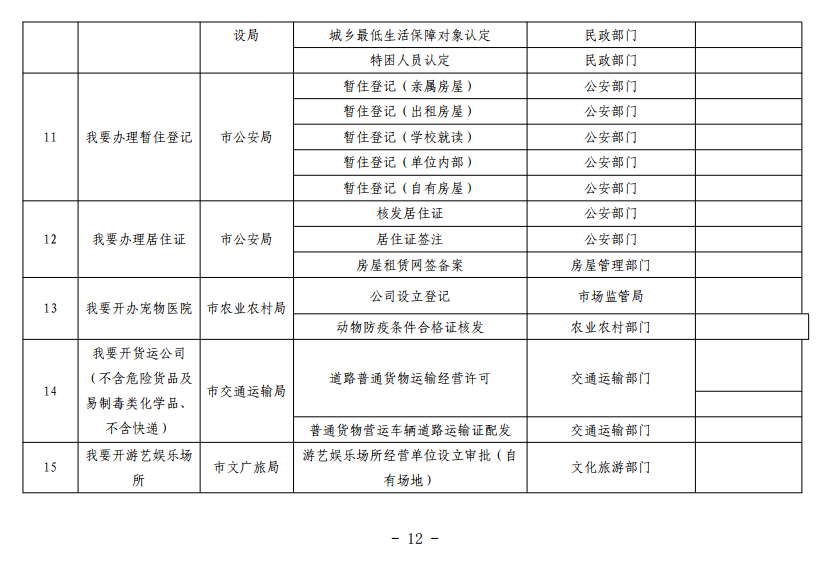 设局 城乡最低生活保障对象认定 民政部门
特困人员认定 民政部门
11 我要办理暂住登记 市公安局 暂住登记（亲属房屋） 公安部门
暂住登记（出租房屋） 公安部门
暂住登记（学校就读） 公安部门
暂住登记（单位内部） 公安部门
暂住登记（自有房屋） 公安部门
12 我要办理居住证 市公安局 核发居住证 公安部门
居住证签注 公安部门
房屋租赁网签备案 房屋管理部门
13 我要开办宠物医院 市农业农村局 公司设立登记 市场监管局
动物防疫条件合格证核发 农业农村部门
14 我要开货运公司
（不含危险货品及
易制毒类化学品、
不含快递） 市交通运输局 道路普通货物运输经营许可 交通运输部门
普通货物营运车辆道路运输证配发 交通运输部门
15 我要开游艺娱乐场
所 市文广旅局 游艺娱乐场所经营单位设立审批（自
有场地） 文化旅游部门
- 12 -